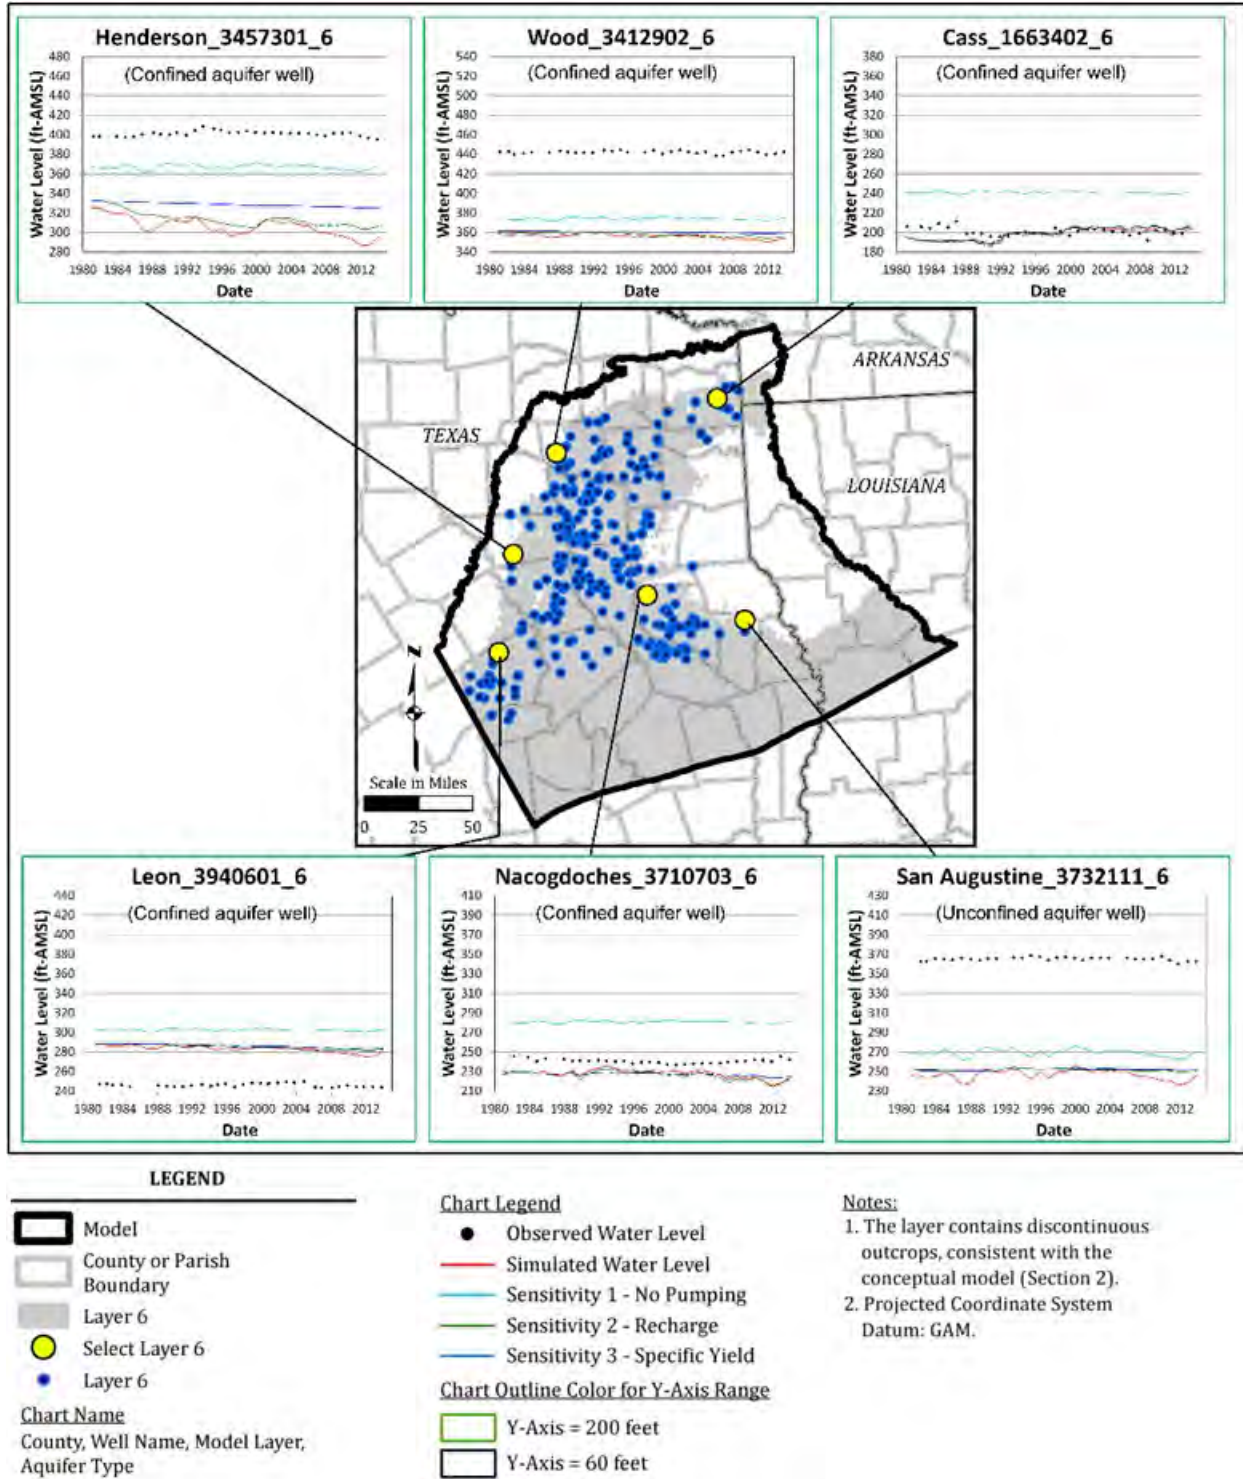 Henderson_3457301_6
(Confined aquifer well)
Water Level (ft-AMSL)
480
460
440
420
400
380
360
340
320
300
280
1980 1984 1988 1992 1996 2000 2004 2008 2012
Date
Wood_3412902_6
(Confined aquifer well)
Water Level (ft-AMSL)
540
520
500
480
460
440
420
400
380
360
340
1980 1984 1988 1992 1996 2000 2004 2008 2012
Date
Cass_1663402_6
(Confined aquifer well)
Water Level (ft-AMSL)
380
360
340
320
300
280
260
240
220
200
180
1980 1984 1988 1992 1996 2000 2004 2008 2012
Date
ARKANSAS
TEXAS
LOUISIANA
N
Scale in Miles
0 25 50
Leon_3940601_6
(Confined aquifer well)
Water Level (ft-AMSL)
440
420
400
380
360
340
320
300
280
260
240
1980 1984 1988 1992 1996 2000 2004 2008 2012
Date
Nacogdoches_3710703_6
(Confined aquifer well)
Water Level (ft-AMSL)
410
390
370
350
330
310
290
270
250
230
210
1980 1984 1988 1992 1996 2000 2004 2008 2012
Date
San Augustine_3732111_6
(Unconfined aquifer well)
Water Level (ft-AMSL)
430
410
390
370
350
330
310
290
270
250
230
1980 1984 1988 1992 1996 2000 2004 2008 2012
Date
LEGEND
Model
County or Parish
Boundary
Layer 6
Select Layer 6
Layer 6
Chart Name
County, Well Name, Model Layer,
Aquifer Type
Chart Legend
Observed Water Level
Simulated Water Level
Sensitivity 1 - No Pumping
Sensitivity 2 - Recharge
Sensitivity 3 - Specific Yield
Chart Outline Color for Y-Axis Range
Y-Axis = 200 feet
Y-Axis = 60 feet
Notes:
1. The layer contains discontinuous
outcrops, consistent with the
conceptual model (Section 2).
2. Projected Coordinate System
Datum: GAM.